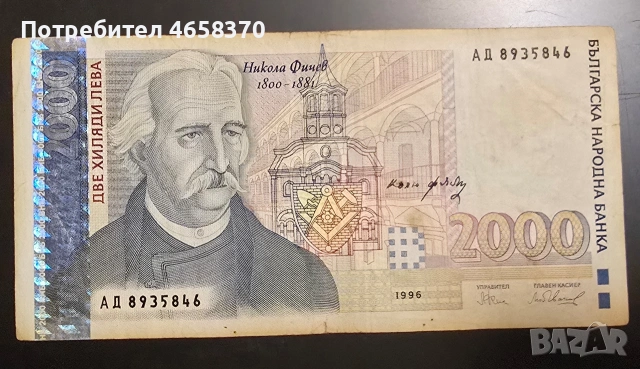 Потребител 4658370
2000
ДВЕ ХИЛЯДИ ЛЕВА
Никола Фичев
1800-1881
АД 8935846
БЪЛГАРСКА НАРОДНА БАНКА
2000
УПРАВИТЕЛ
ГЛАВЕН КАСИЕР
АД 8935846
1996
BAZAR